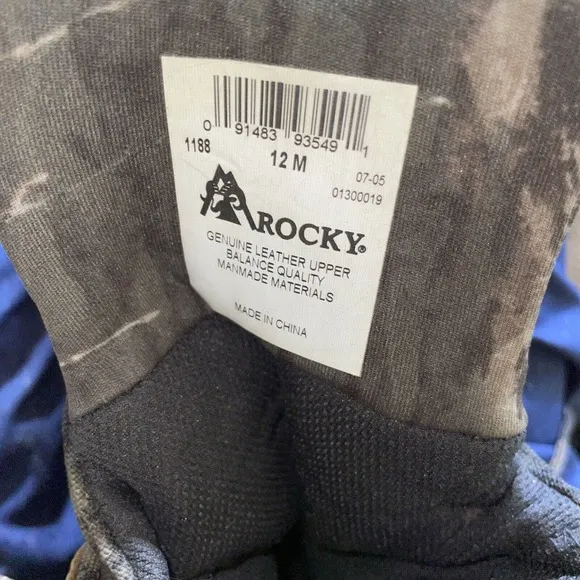 0 91483 93549 1
1188 12 M 07-05
01300019
ROCKY®
GENUINE LEATHER UPPER
BALANCE QUALITY
MANMADE MATERIALS
MADE IN CHINA